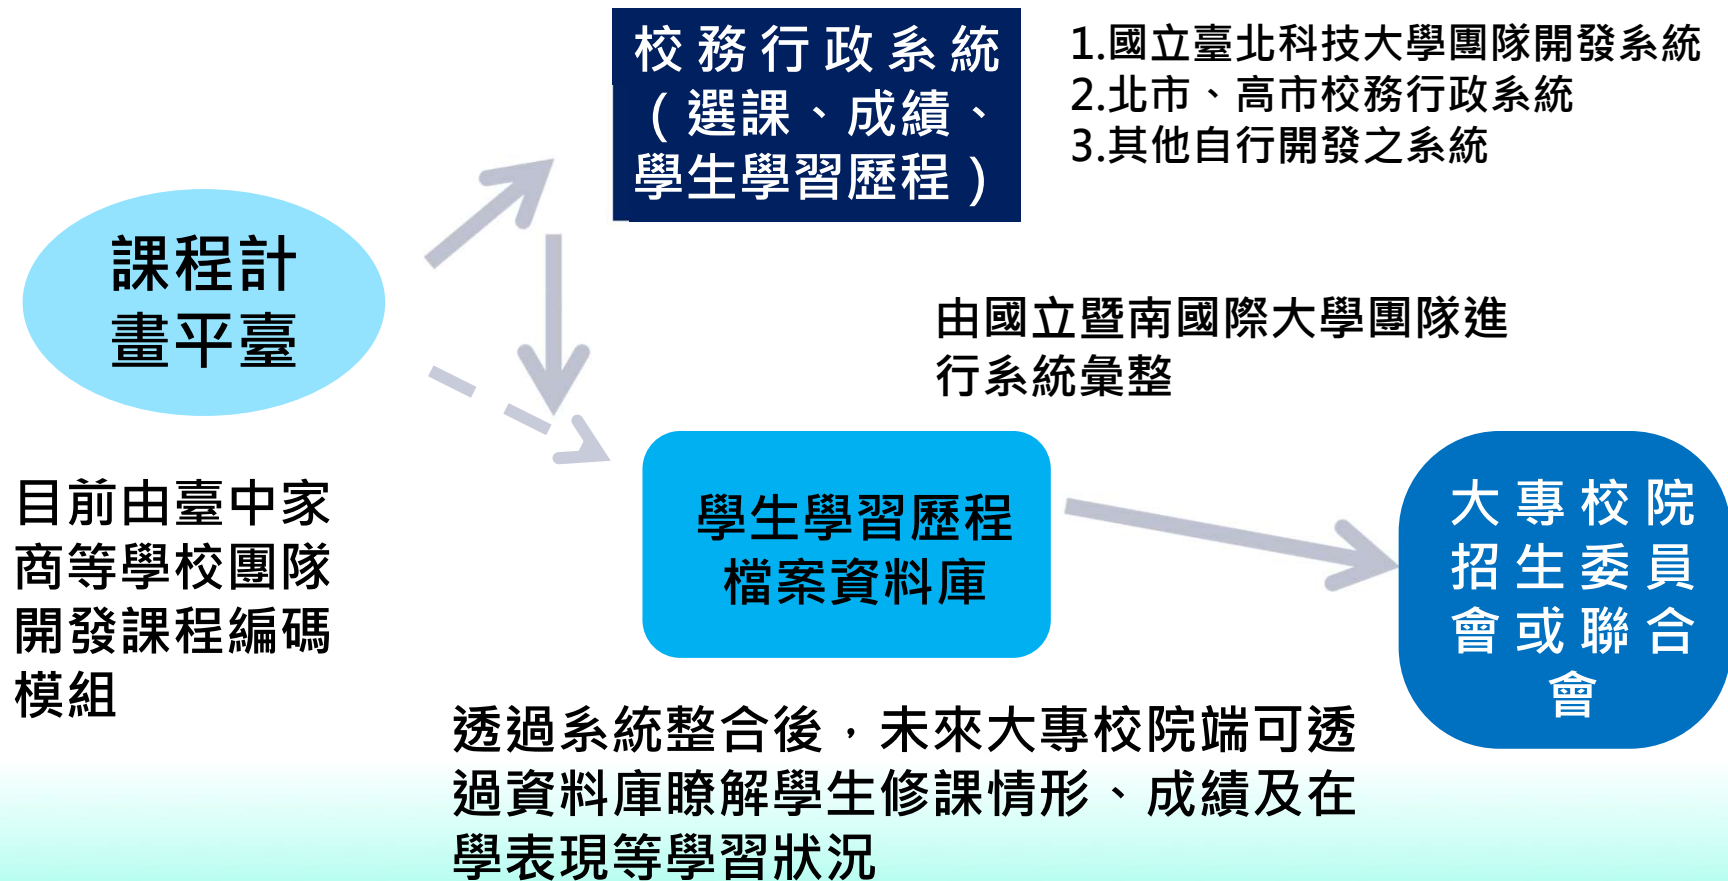 校務行政系統
（選課、成績、
學生學習歷程）
1.國立臺北科技大學團隊開發系統
2.北市、高市校務行政系統
3.其他自行開發之系統
課程計
畫平臺
由國立暨南國際大學團隊進
行系統彙整
目前由臺中家
商等學校團隊
開發課程編碼
模組
學生學習歷程
檔案資料庫
大專校院
招生委員
會或聯合
會
透過系統整合後，未來大專校院端可透
過資料庫瞭解學生修課情形、成績及在
學表現等學習狀況